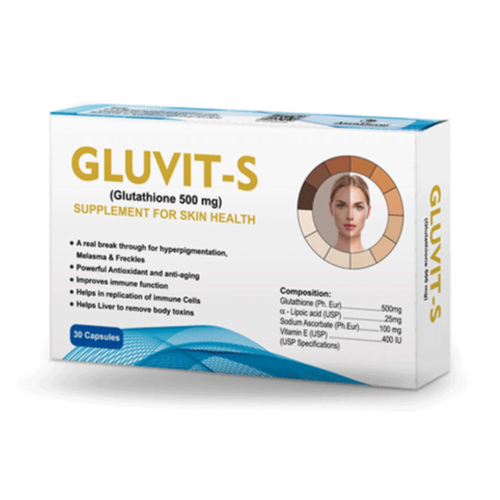 GLUVIT-S
(Glutathione 500 mg)
SUPPLEMENT FOR SKIN HEALTH
• A real break through for hyperpigmentation,
Melasma & Freckles
• Powerful Antioxidant and anti-aging
• Improves immune function
• Helps in replication of immune Cells
• Helps Liver to remove body toxins
30 Capsules
Composition:
Glutathione (Ph. Eur)..................500mg
α - Lipoic acid (USP) ..................25mg
Sodium Ascorbate (Ph.Eur)........100 mg
Vitamin E (USP) ........................400 IU
(USP Specifications)
GLUVIT-S
(Glutathione 500 mg)